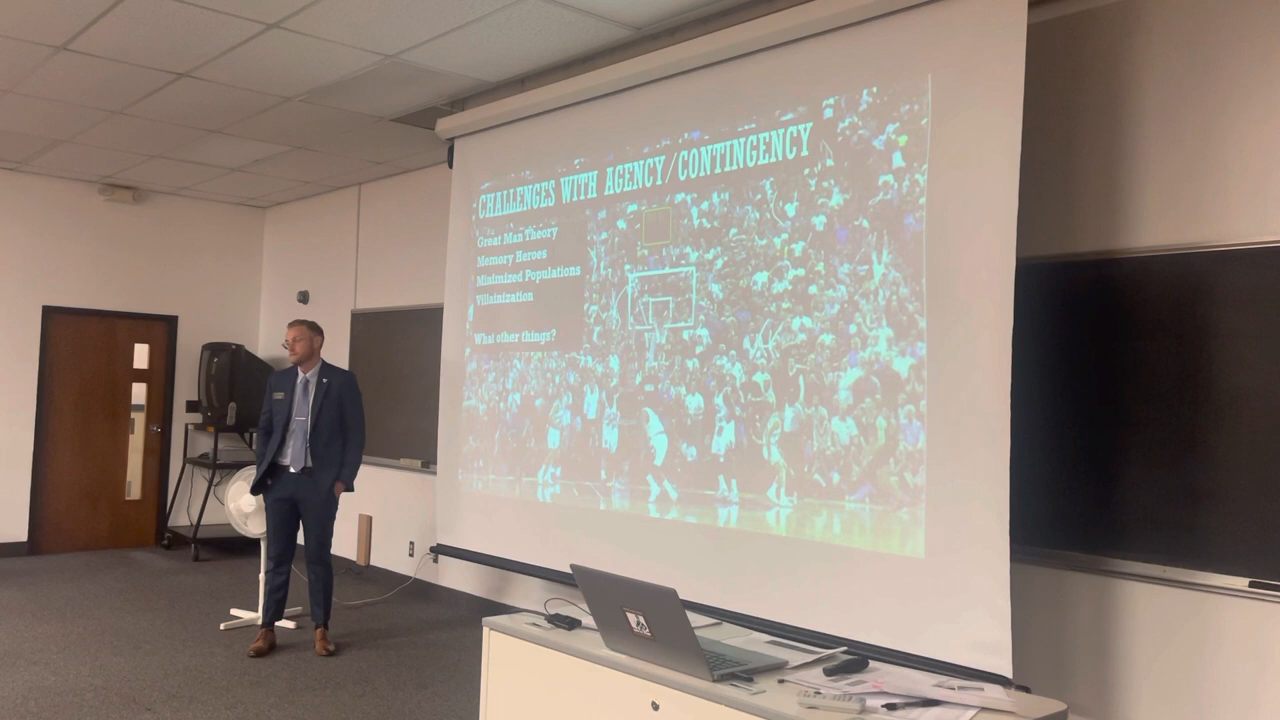 CHALLENGES WITH AGENCY/CONTINGENCY
Great Man Theory
Memory Heroes
Minimized Populations
Villainization
What other things?